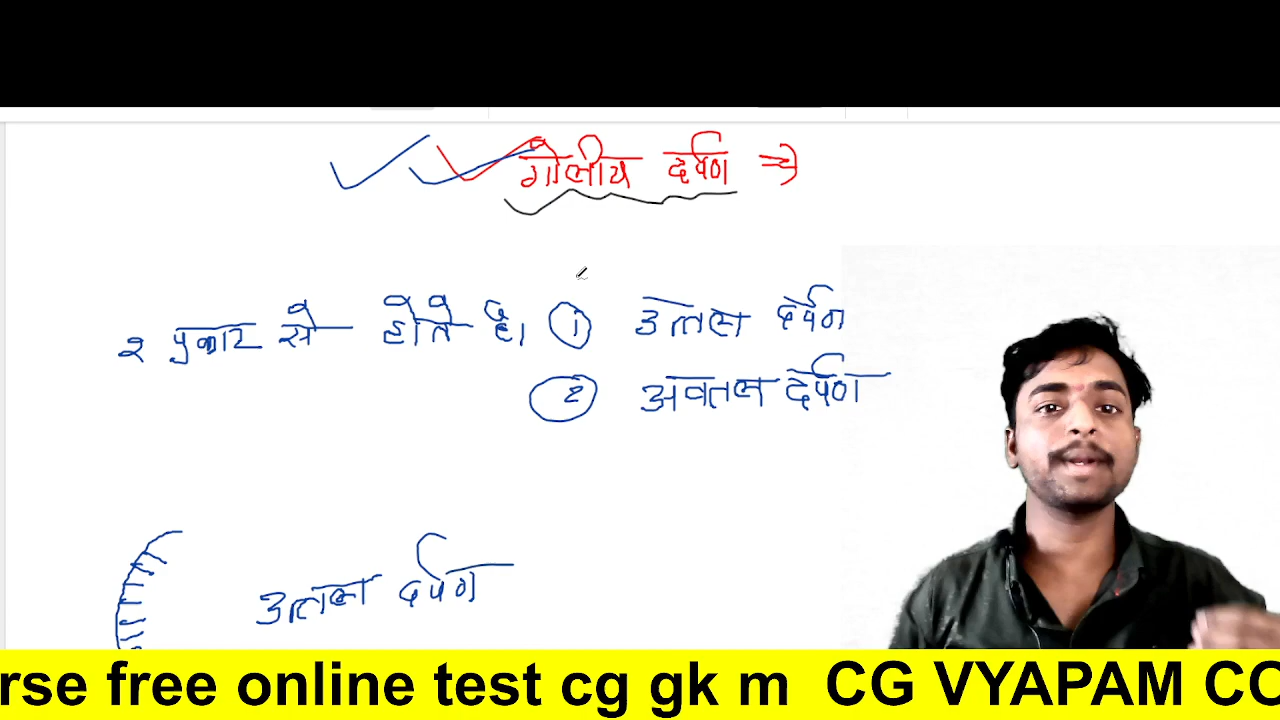 गोलीय दर्पण ⇒
२ प्रकार से होते है। ① उत्तल दर्पण
② अवतल दर्पण
उत्तल दर्पण
rse free online test cg gk m CG VYAPAM CO